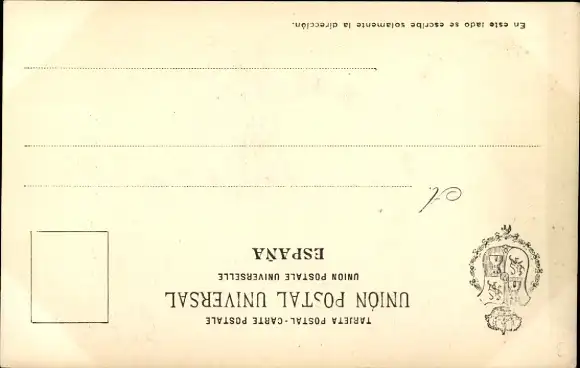 TARJETA POSTAL-CARTE POSTALE
UNIÓN POSTAL UNIVERSAL
UNION POSTALE UNIVERSELLE
ESPAÑA
En este lado se escribe solamente la dirección.